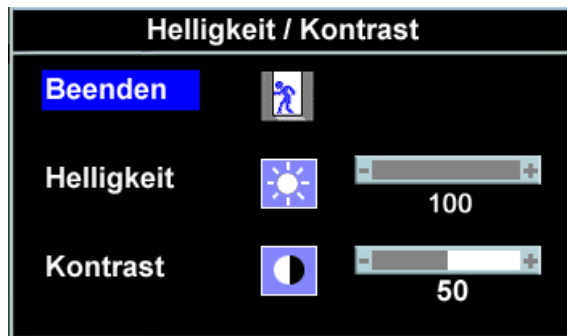 Helligkeit / Kontrast
Beenden
Helligkeit
- +
100
Kontrast
- +
50